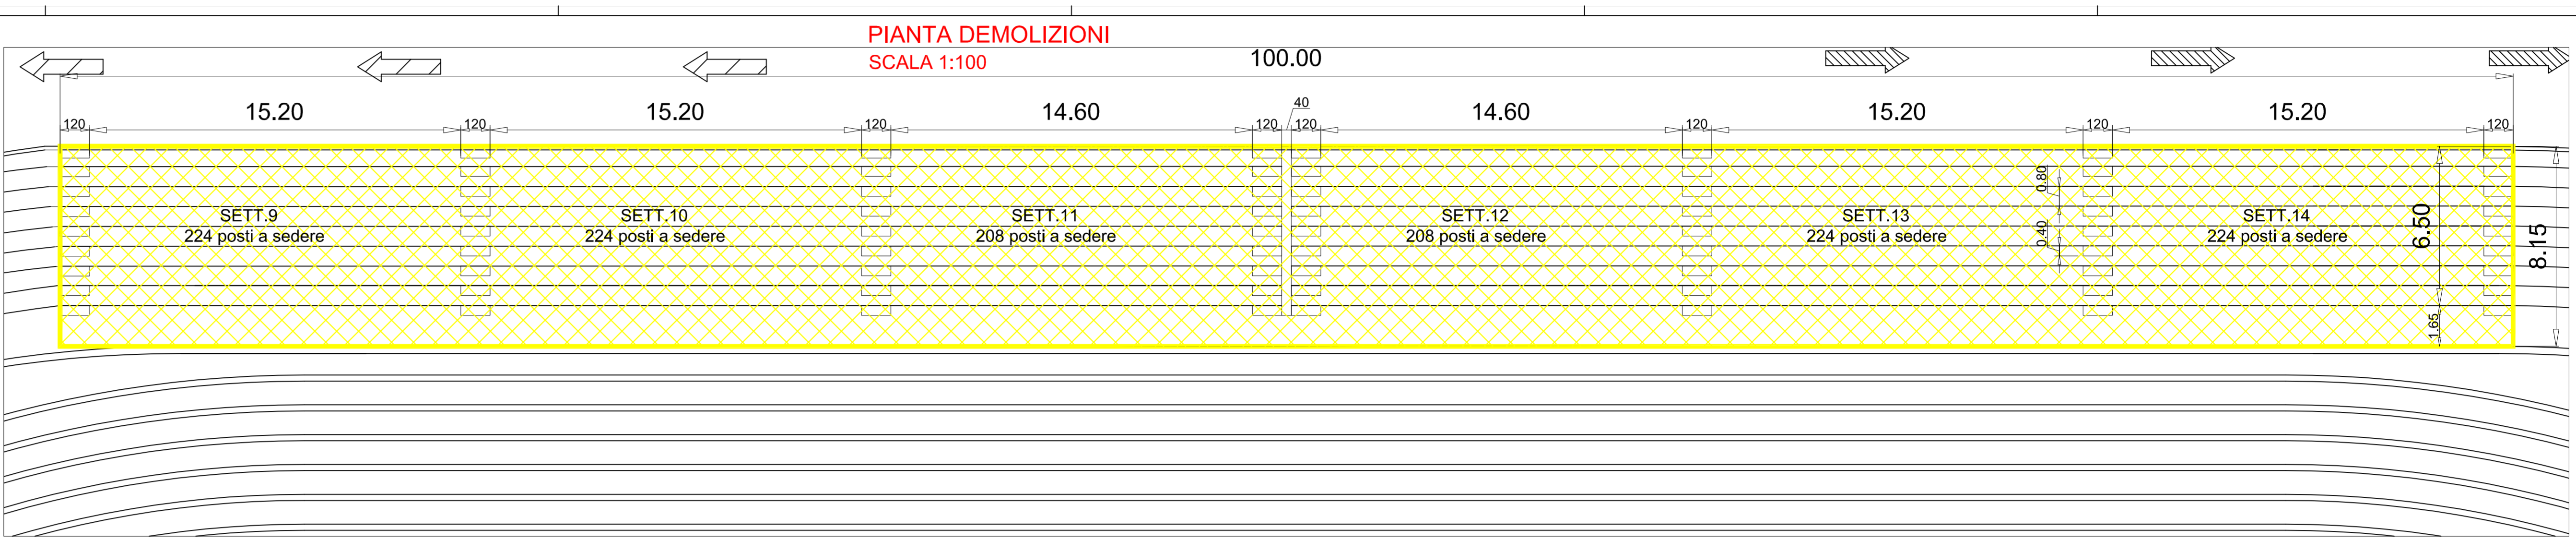 PIANTA DEMOLIZIONI
SCALA 1:100
100.00
15.20
15.20
14.60
40
14.60
15.20
15.20
120
120
120
120
120
120
120
120
SETT.9
224 posti a sedere
SETT.10
224 posti a sedere
SETT.11
208 posti a sedere
SETT.12
208 posti a sedere
SETT.13
224 posti a sedere
0.80
0.40
SETT.14
224 posti a sedere
6.50
1.65
8.15